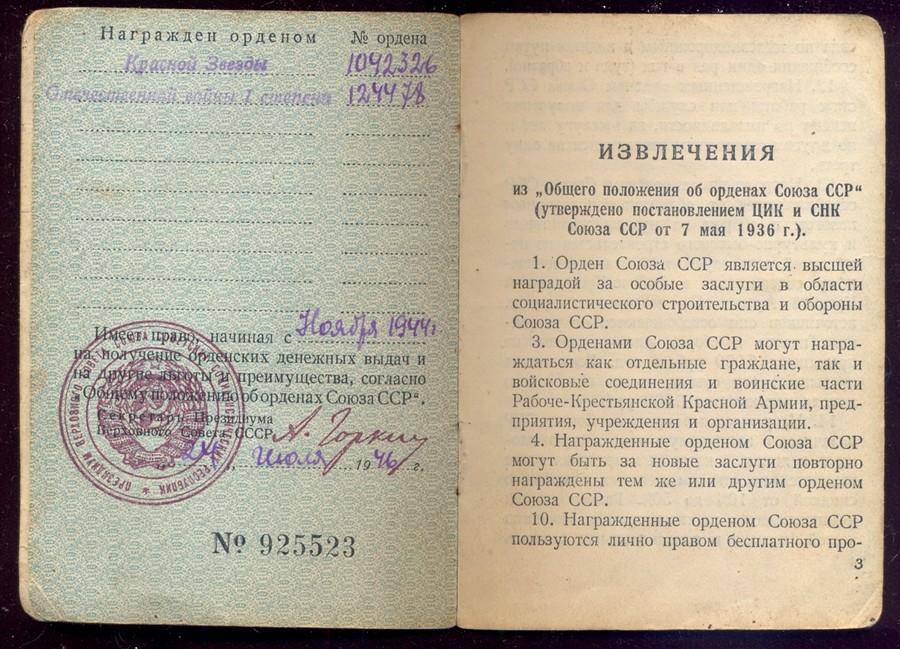 Награжден орденом № ордена
Красной Звезды 1042326
Отечественной войны I степени 124478
Имеет право, начиная с Ноября 1944 г.
на получение орденских денежных выдач и
на другие льготы и преимущества, согласно
„Общему положению об орденах Союза ССР“.
Секретарь Президиума
Верховного Совета СССР А. Горкин
24 „ Июля 1946 г.
№ 925523
ИЗВЛЕЧЕНИЯ
из „Общего положения об орденах Союза ССР“
(утверждено постановлением ЦИК и СНК
Союза ССР от 7 мая 1936 г.).
1. Орден Союза ССР является высшей
наградой за особые заслуги в области
социалистического строительства и обороны
Союза ССР.
3. Орденами Союза ССР могут награ-
ждаться как отдельные граждане, так и
войсковые соединения и воинские части
Рабоче-Крестьянской Красной Армии, пред-
приятия, учреждения и организации.
4. Награжденные орденом Союза ССР
могут быть за новые заслуги повторно
награждены тем же или другим орденом
Союза ССР.
10. Награжденные орденом Союза ССР
пользуются лично правом бесплатного про-
3